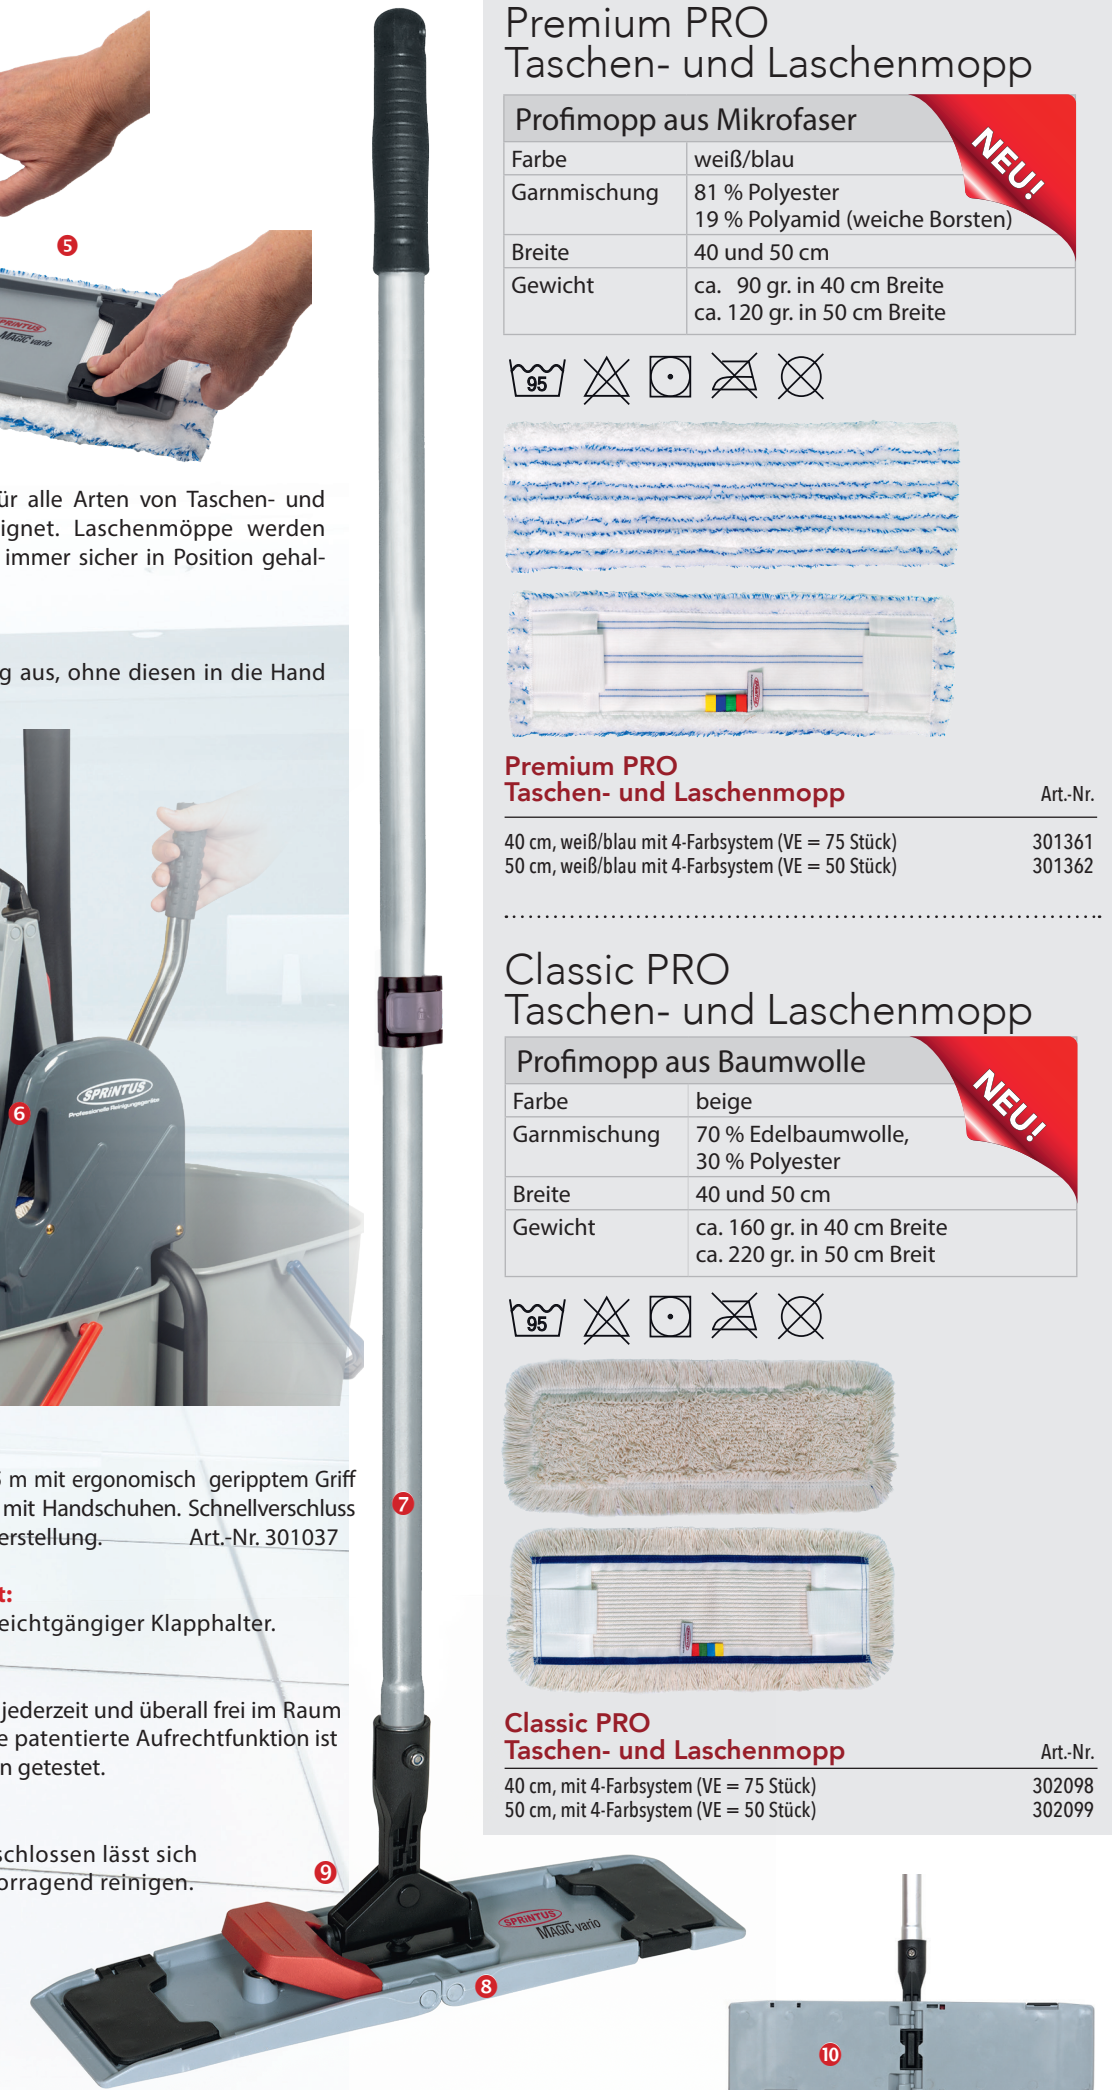 5
SPRiNTUS
MAGIC vario
ür alle Arten von Taschen- und
ignet. Laschenmöppe werden
immer sicher in Position gehal-
g aus, ohne diesen in die Hand
SPRiNTUS
Professionelle Reinigungsgeräte
6
5 m mit ergonomisch geripptem Griff
mit Handschuhen. Schnellverschluss
erstellung. Art.-Nr. 301037
7
t:
eichtgängiger Klapphalter.
jederzeit und überall frei im Raum
e patentierte Aufrechtfunktion ist
n getestet.
schlossen lässt sich
orragend reinigen.
9
SPRiNTUS
MAGIC vario
8
Premium PRO
Taschen- und Laschenmopp
Profimopp aus Mikrofaser
NEU!
Farbe weiß/blau
Garnmischung 81 % Polyester
19 % Polyamid (weiche Borsten)
Breite 40 und 50 cm
Gewicht ca. 90 gr. in 40 cm Breite
ca. 120 gr. in 50 cm Breite
95
Premium PRO
Taschen- und Laschenmopp Art.-Nr.
40 cm, weiß/blau mit 4-Farbsystem (VE = 75 Stück) 301361
50 cm, weiß/blau mit 4-Farbsystem (VE = 50 Stück) 301362
Classic PRO
Taschen- und Laschenmopp
Profimopp aus Baumwolle
NEU!
Farbe beige
Garnmischung 70 % Edelbaumwolle,
30 % Polyester
Breite 40 und 50 cm
Gewicht ca. 160 gr. in 40 cm Breite
ca. 220 gr. in 50 cm Breit
95
Classic PRO
Taschen- und Laschenmopp Art.-Nr.
40 cm, mit 4-Farbsystem (VE = 75 Stück) 302098
50 cm, mit 4-Farbsystem (VE = 50 Stück) 302099
10